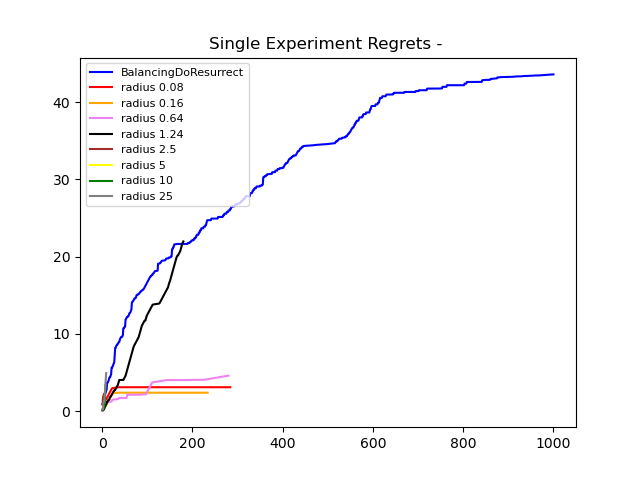 Single Experiment Regrets -
BalancingDoResurrect
radius 0.08
radius 0.16
radius 0.64
radius 1.24
radius 2.5
radius 5
radius 10
radius 25
40
30
20
10
0
0 200 400 600 800 1000